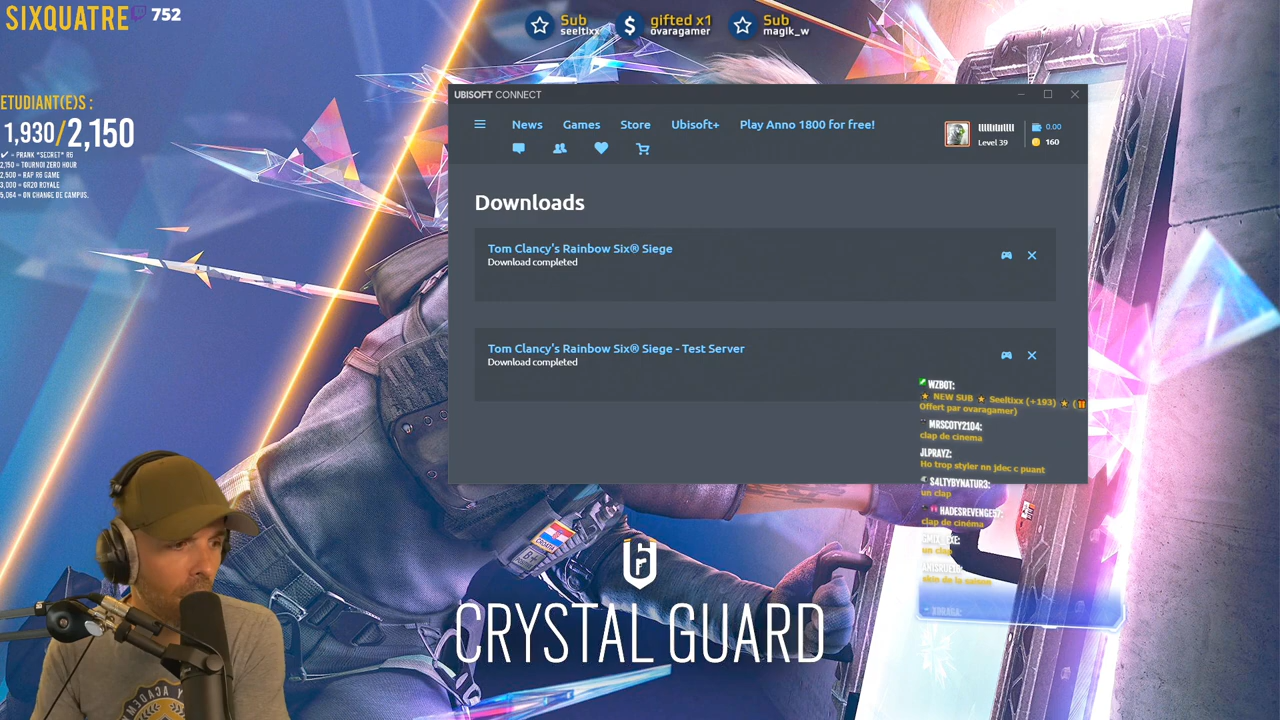 SIXQUATRE 752
Sub
seeltixx
gifted x1
ovaragamer
Sub
magik_w
ETUDIANT(E)S :
1,930/2,150
✓ = PRANK *SECRET* R6
2,150 = TOURNOI ZERO HOUR
2,500 = RAP R6 GAME
3,000 = GR20 ROYALE
5,064 = ON CHANGE DE CAMPUS.
UBISOFT CONNECT
News Games Store Ubisoft+ Play Anno 1800 for free!
Level 39
0.00
160
Downloads
Tom Clancy's Rainbow Six® Siege
Download completed
Tom Clancy's Rainbow Six® Siege - Test Server
Download completed
WZBOT:
★ NEW SUB ★ Seeltixx (+193) ★ (
Offert par ovaragamer)
MRSCOTY2104:
clap de cinema
JLPRAYZ:
Ho trop styler nn jdec c puant
S4LTYBYNATUR3:
un clap
HADESREVENGE57:
clap de cinéma
un clap
skin de la saison
CRYSTAL GUARD